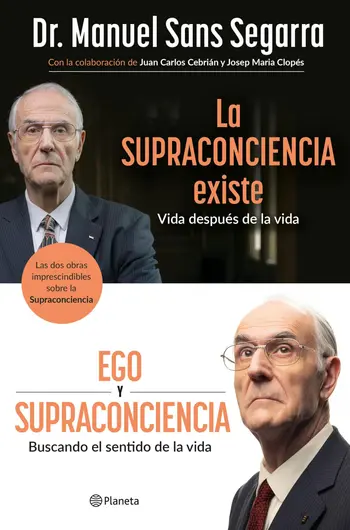 Dr. Manuel Sans Segarra
Con la colaboración de Juan Carlos Cebrián y Josep Maria Clopés
La
SUPRACONCIENCIA
existe
Vida después de la vida
Las dos obras
imprescindibles
sobre la
Supraconciencia
EGO
Y
SUPRACONCIENCIA
Buscando el sentido de la vida
Planeta